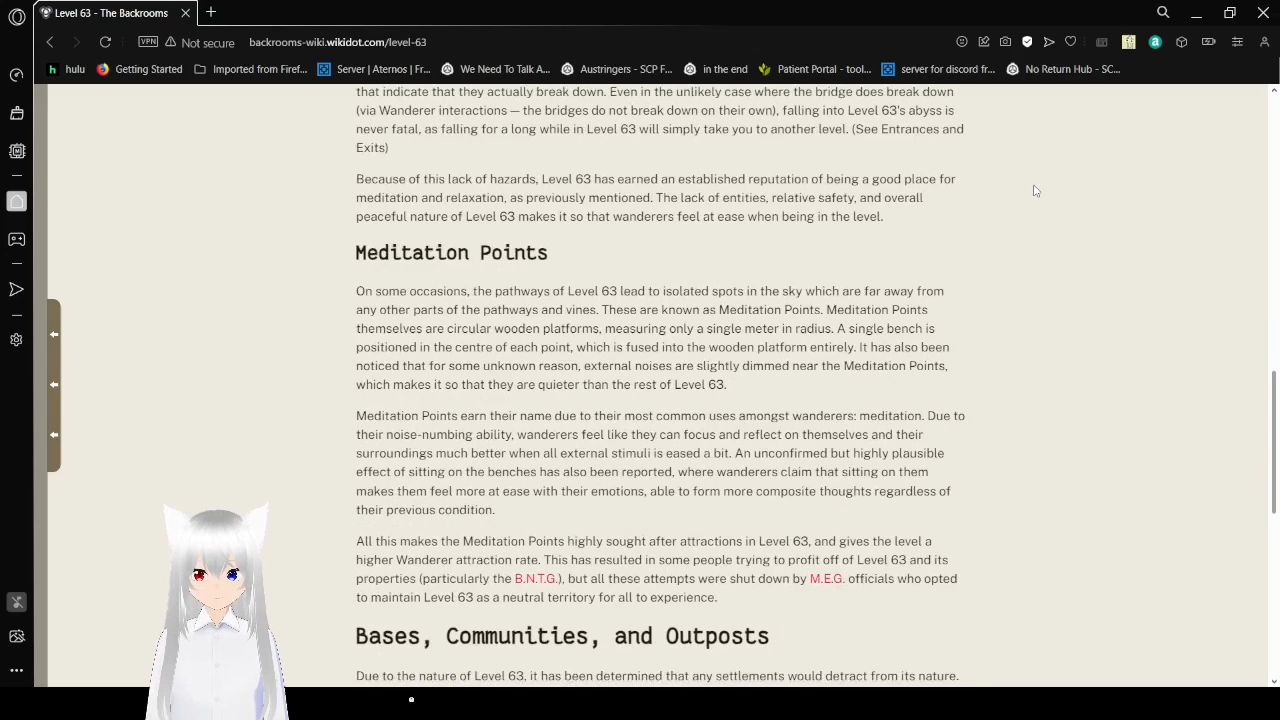 Level 63 - The Backrooms
VPN Not secure backrooms-wiki.wikidot.com/level-63
hulu Getting Started Imported from Firef... Server | Aternos | Fr... We Need To Talk A... Austringers - SCP F... in the end Patient Portal - tool... server for discord fr... No Return Hub - SC...
that indicate that they actually break down. Even in the unlikely case where the bridge does break down
(via Wanderer interactions — the bridges do not break down on their own), falling into Level 63's abyss is
never fatal, as falling for a long while in Level 63 will simply take you to another level. (See Entrances and
Exits)
Because of this lack of hazards, Level 63 has earned an established reputation of being a good place for
meditation and relaxation, as previously mentioned. The lack of entities, relative safety, and overall
peaceful nature of Level 63 makes it so that wanderers feel at ease when being in the level.
Meditation Points
On some occasions, the pathways of Level 63 lead to isolated spots in the sky which are far away from
any other parts of the pathways and vines. These are known as Meditation Points. Meditation Points
themselves are circular wooden platforms, measuring only a single meter in radius. A single bench is
positioned in the centre of each point, which is fused into the wooden platform entirely. It has also been
noticed that for some unknown reason, external noises are slightly dimmed near the Meditation Points,
which makes it so that they are quieter than the rest of Level 63.
Meditation Points earn their name due to their most common uses amongst wanderers: meditation. Due to
their noise-numbing ability, wanderers feel like they can focus and reflect on themselves and their
surroundings much better when all external stimuli is eased a bit. An unconfirmed but highly plausible
effect of sitting on the benches has also been reported, where wanderers claim that sitting on them
makes them feel more at ease with their emotions, able to form more composite thoughts regardless of
their previous condition.
All this makes the Meditation Points highly sought after attractions in Level 63, and gives the level a
higher Wanderer attraction rate. This has resulted in some people trying to profit off of Level 63 and its
properties (particularly the B.N.T.G.), but all these attempts were shut down by M.E.G. officials who opted
to maintain Level 63 as a neutral territory for all to experience.
Bases, Communities, and Outposts
Due to the nature of Level 63, it has been determined that any settlements would detract from its nature.